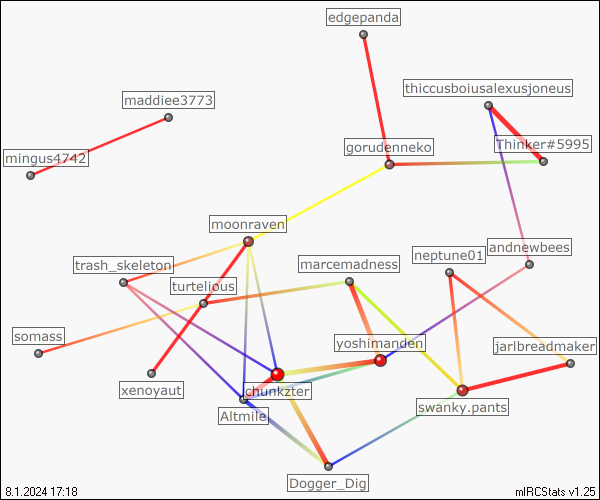 edgepanda
thiccusboiusalexusjoneus
maddiee3773
gorudenneko
Thinker#5995
mingus4742
moonraven
andnewbees
neptune01
trash_skeleton
marcemadness
turtelious
somass
yoshimanden
jarlbreadmaker
xenoyaut
chunkzter
swanky.pants
Altmile
Dogger_Dig
8.1.2024 17:18
mIRCStats v1.25